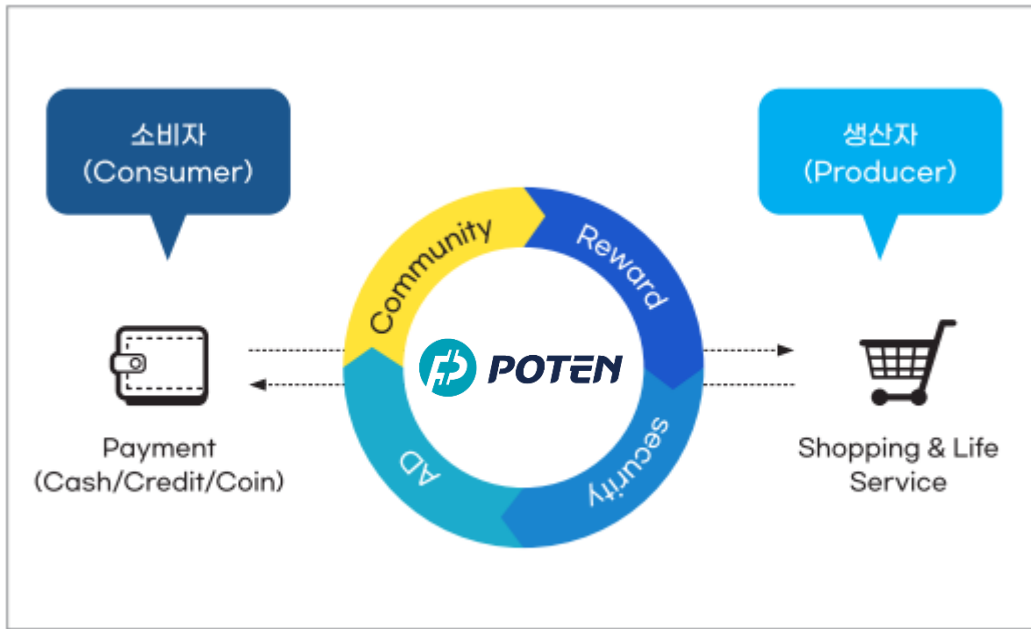 소비자
(Consumer)
생산자
(Producer)
Community
Reward
security
AD
POTEN
Payment
(Cash/Credit/Coin)
Shopping & Life
Service